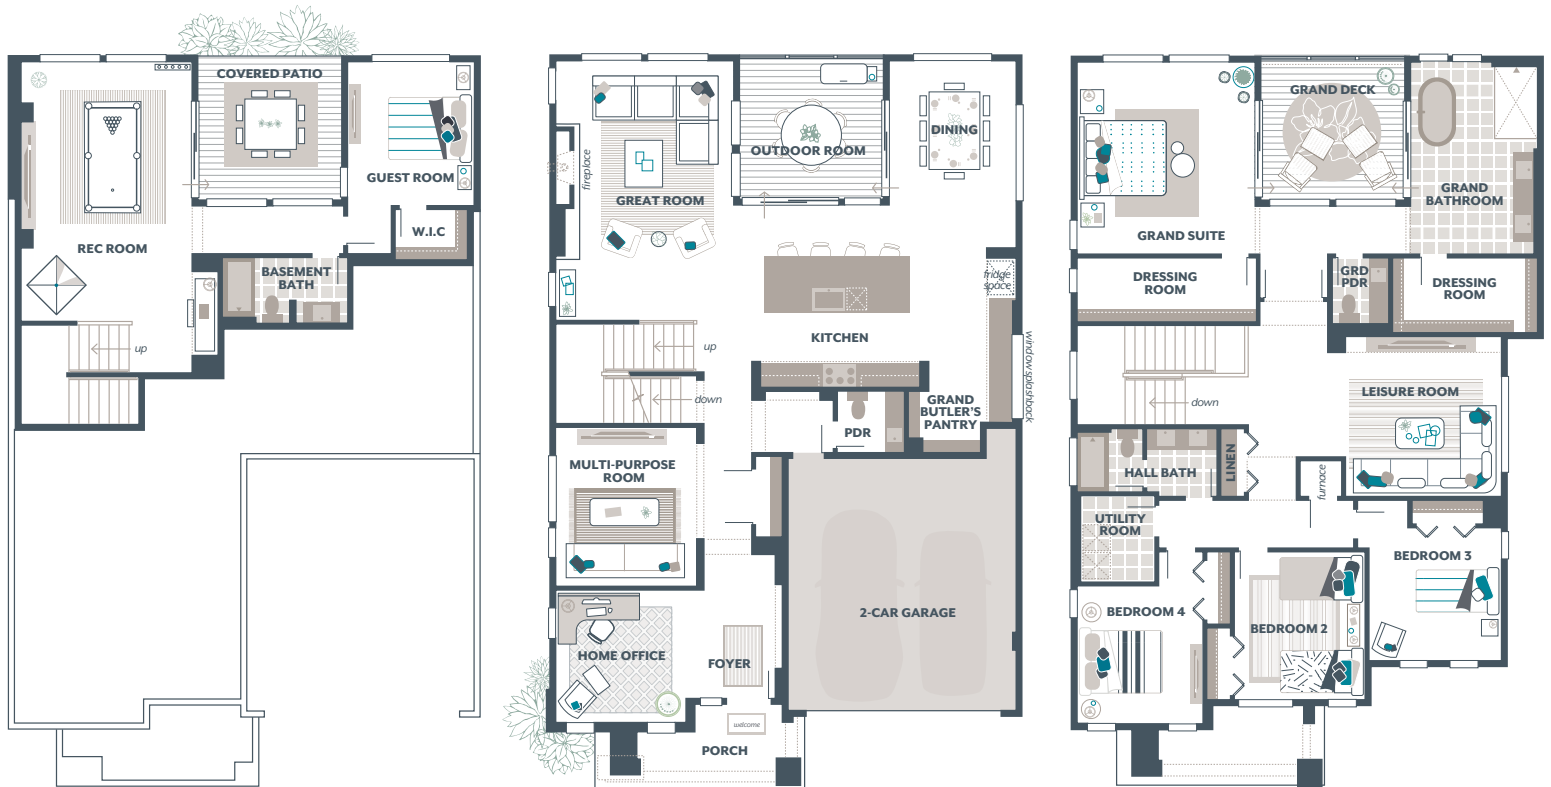 COVERED PATIO
GUEST ROOM
REC ROOM
W.I.C
BASEMENT
BATH
up
OUTDOOR ROOM
DINING
fireplace
GREAT ROOM
fridge
space
KITCHEN
up
window splashback
down
GRAND
BUTLER'S
PANTRY
PDR
MULTI-PURPOSE
ROOM
2-CAR GARAGE
HOME OFFICE
FOYER
welcome
PORCH
GRAND DECK
GRAND
BATHROOM
GRAND SUITE
DRESSING
ROOM
GRD
PDR
DRESSING
ROOM
LEISURE ROOM
down
HALL BATH
LINEN
furnace
UTILITY
ROOM
BEDROOM 3
BEDROOM 4
BEDROOM 2